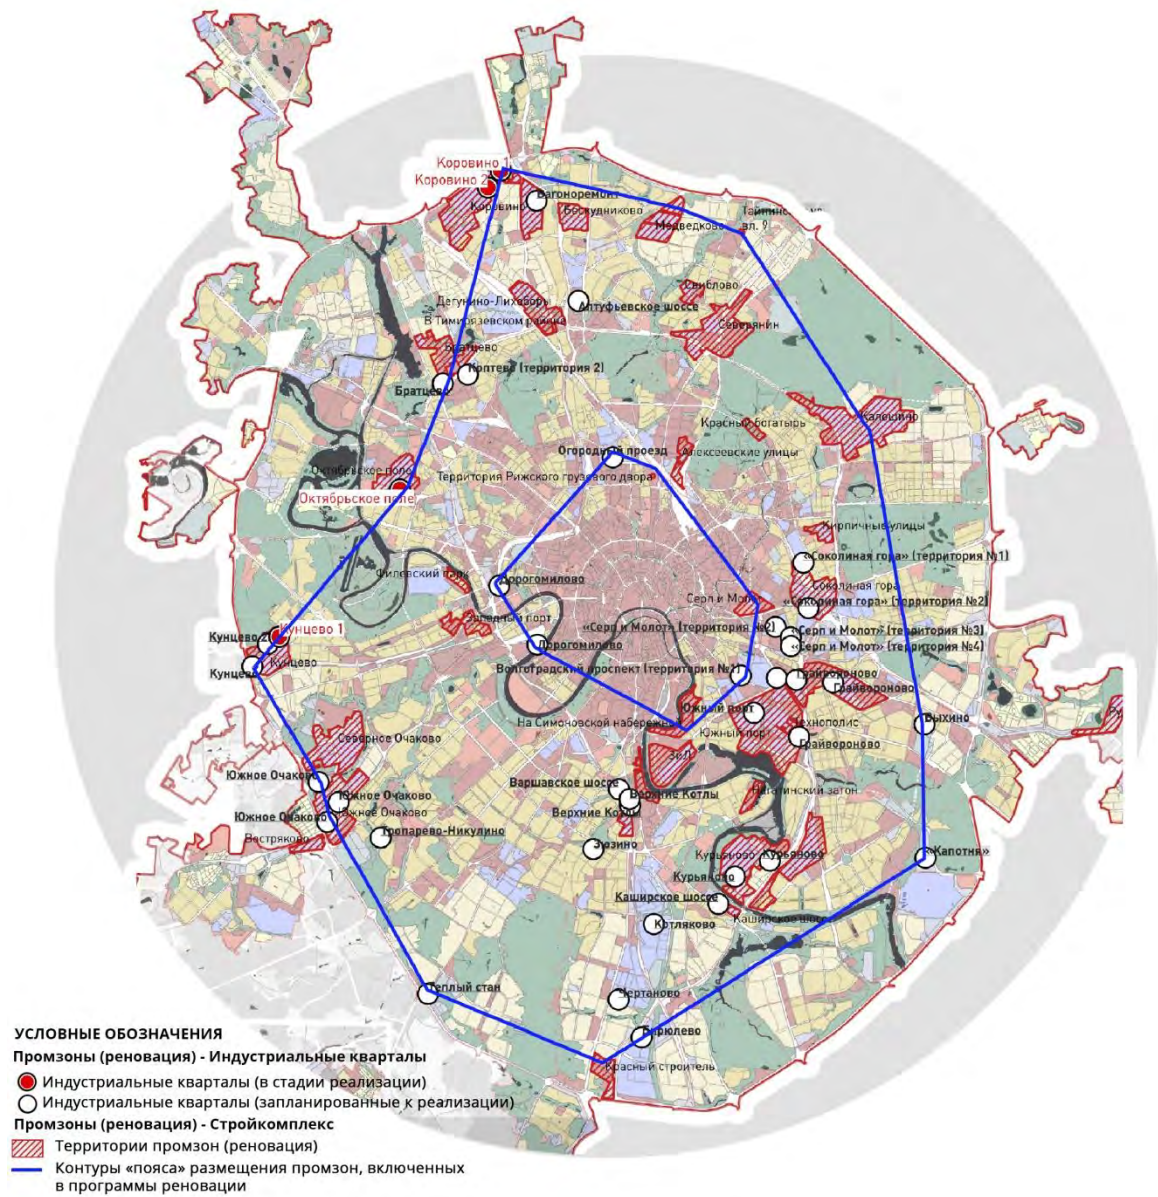 Коровино 1
Коровино 2
Коровино
Вагоноремонт
Бескудниково
Медведково
вл. 9
Свиблово
Дегунино-Лихоборы
Алтуфьевское шоссе
В Тимирязевском районе
Северянин
Братцево
Коптево (территория 2)
Братцево
Красный богатырь
Калошино
Огородный проезд
Алексеевские улицы
Октябрьское поле
Территория Рижского грузового двора
Октябрьское поле
Кирпичные улицы
«Соколиная гора» (территория №1)
Филевский парк
Дорогомилово
Соколиная гора
Серп и Молот
«Соколиная гора» (территория №2)
Западный порт
Кунцево 1
«Серп и Молот» (территория №2)
«Серп и Молот» (территория №3)
Кунцево 2
Дорогомилово
«Серп и Молот» (территория №4)
Кунцево
Волгоградский проспект (территория №1)
Грайвороново
Кунцево
Грайвороново
Южный порт
На Симоновской набережной
Технополис
Выхино
Северное Очаково
Южный порт
Грайвороново
ЗиЛ
Южное Очаково
Варшавское шоссе
Нагатинский затон
Южное Очаково
Верхние Котлы
Южное Очаково
Верхние Котлы
Южное Очаково
Востряково
Тропарево-Никулино
Зюзино
Курьяново
Курьяново
«Капотня»
Курьяново
Каширское шоссе
Каширское шоссе
Котляково
Теплый стан
Чертаново
Бирюлево
Красный строитель
УСЛОВНЫЕ ОБОЗНАЧЕНИЯ
Промзоны (реновация) - Индустриальные кварталы
Индустриальные кварталы (в стадии реализации)
Индустриальные кварталы (запланированные к реализации)
Промзоны (реновация) - Стройкомплекс
Территории промзон (реновация)
Контуры «пояса» размещения промзон, включенных
в программы реновации